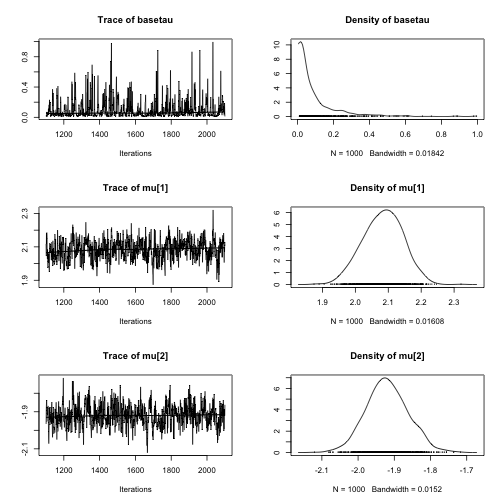 Trace of basetau
Density of basetau
0.0 0.4 0.8
1200 1400 1600 1800 2000
Iterations
0 2 4 6 8 10
0.0 0.2 0.4 0.6 0.8 1.0
N = 1000 Bandwidth = 0.01842
Trace of mu[1]
Density of mu[1]
1.9 2.1 2.3
1200 1400 1600 1800 2000
Iterations
0 1 2 3 4 5 6
1.9 2.0 2.1 2.2 2.3
N = 1000 Bandwidth = 0.01608
Trace of mu[2]
Density of mu[2]
-2.1 -1.9
1200 1400 1600 1800 2000
Iterations
0 2 4 6
-2.1 -2.0 -1.9 -1.8 -1.7
N = 1000 Bandwidth = 0.0152